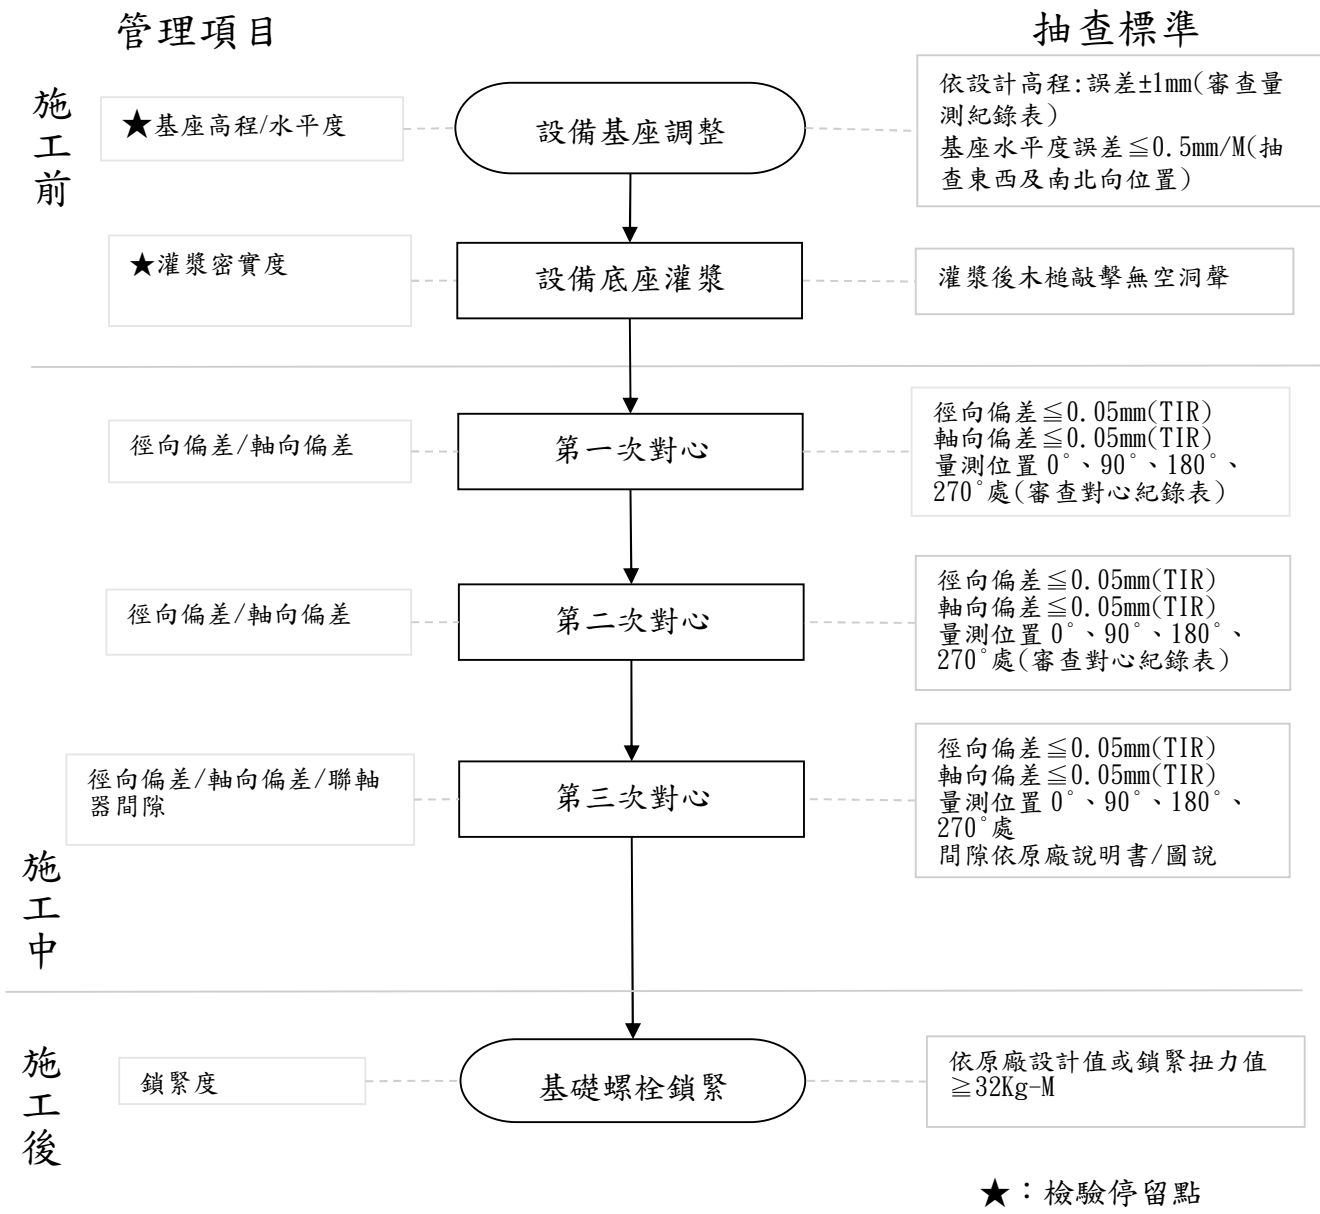 管理項目
抽查標準
施工前
★基座高程/水平度
設備基座調整
依設計高程:誤差±1mm(審查量
測紀錄表)
基座水平度誤差≦0.5mm/M(抽
查東西及南北向位置)
★灌漿密實度
設備底座灌漿
灌漿後木槌敲擊無空洞聲
施工中
徑向偏差/軸向偏差
第一次對心
徑向偏差≦0.05mm(TIR)
軸向偏差≦0.05mm(TIR)
量測位置 0°、90°、180°、
270°處(審查對心紀錄表)
徑向偏差/軸向偏差
第二次對心
徑向偏差≦0.05mm(TIR)
軸向偏差≦0.05mm(TIR)
量測位置 0°、90°、180°、
270°處(審查對心紀錄表)
徑向偏差/軸向偏差/聯軸
器間隙
第三次對心
徑向偏差≦0.05mm(TIR)
軸向偏差≦0.05mm(TIR)
量測位置 0°、90°、180°、
270°處
間隙依原廠說明書/圖說
施工後
鎖緊度
基礎螺栓鎖緊
依原廠設計值或鎖緊扭力值
≧32Kg-M
★：檢驗停留點